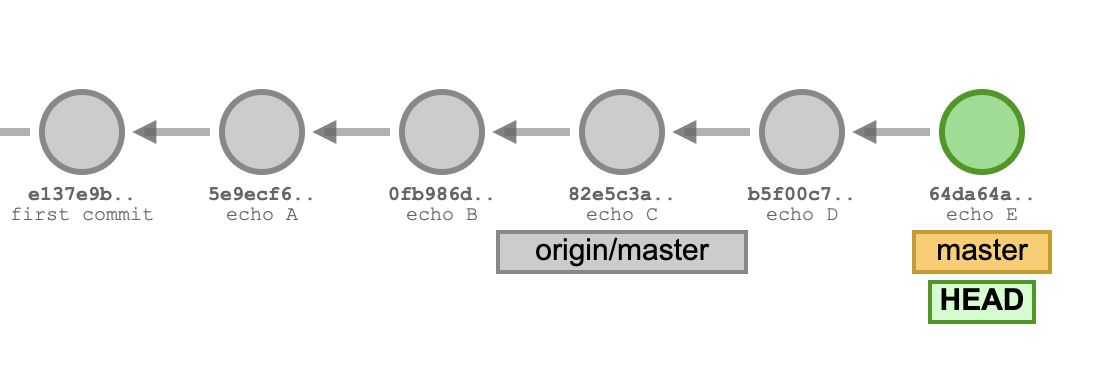 e137e9b.. 5e9ecf6.. 0fb986d.. 82e5c3a.. b5f00c7.. 64da64a..
first commit echo A echo B echo C echo D echo E
origin/master master
HEAD